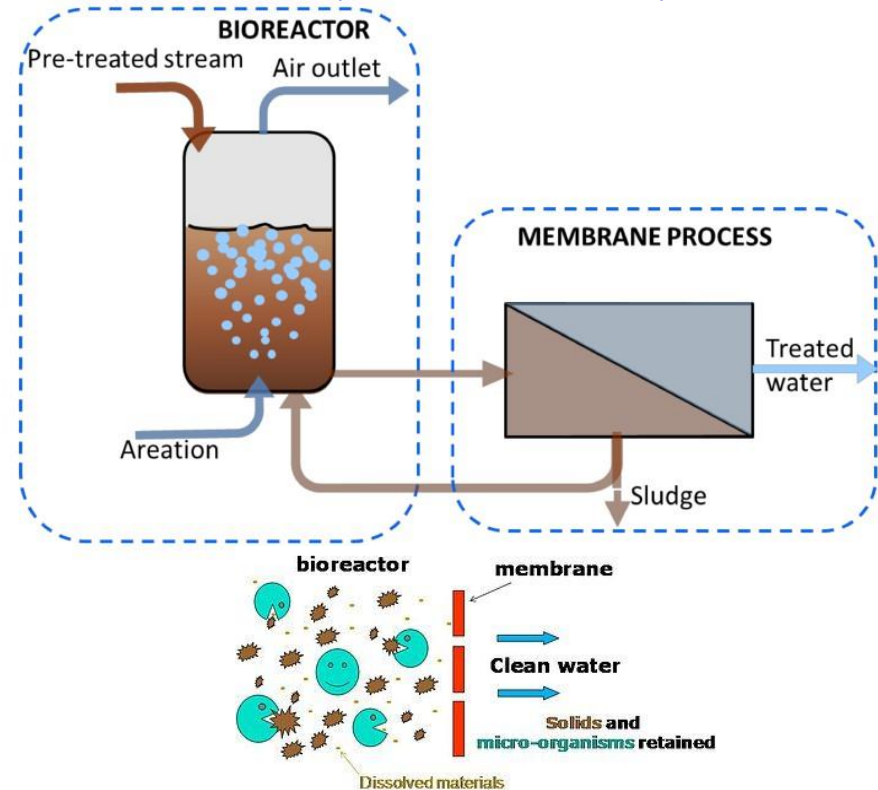 BIOREACTOR
Pre-treated stream
Air outlet
MEMBRANE PROCESS
Treated
water
Areation
Sludge
bioreactor
membrane
Clean water
Solids and
micro-organisms retained
Dissolved materials